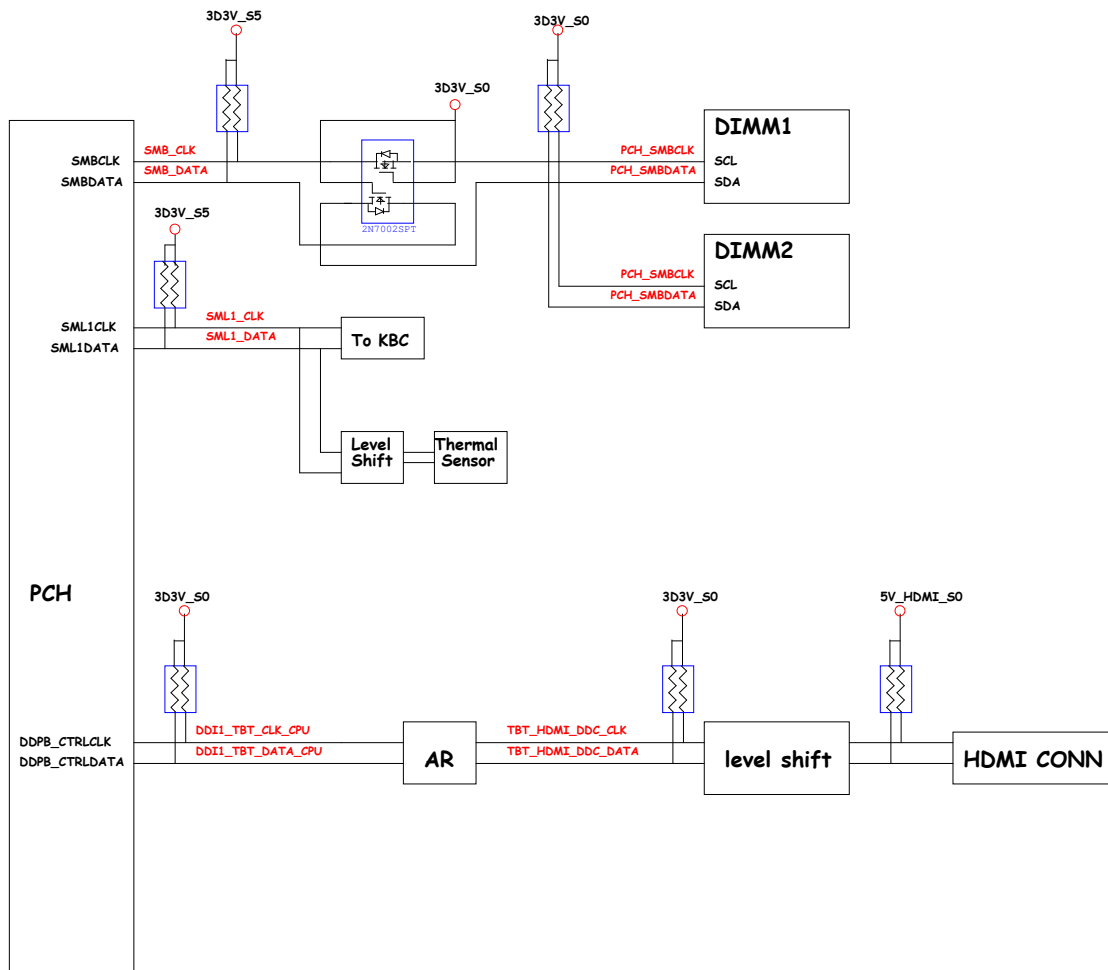 3D3V_S5
3D3V_S0
3D3V_S0
DIMM1
SMBCLK
SMB_CLK
PCH_SMBCLK
SCL
SMBDATA
SMB_DATA
PCH_SMBDATA
SDA
3D3V_S5
2N7002SPT
DIMM2
PCH_SMBCLK
SCL
PCH_SMBDATA
SDA
SML1CLK
SML1_CLK
SML1DATA
SML1_DATA
To KBC
Level
Shift
Thermal
Sensor
PCH
3D3V_S0
3D3V_S0
5V_HDMI_S0
DDPB_CTRLCLK
DDI1_TBT_CLK_CPU
TBT_HDMI_DDC_CLK
DDPB_CTRLDATA
DDI1_TBT_DATA_CPU
TBT_HDMI_DDC_DATA
AR
level shift
HDMI CONN